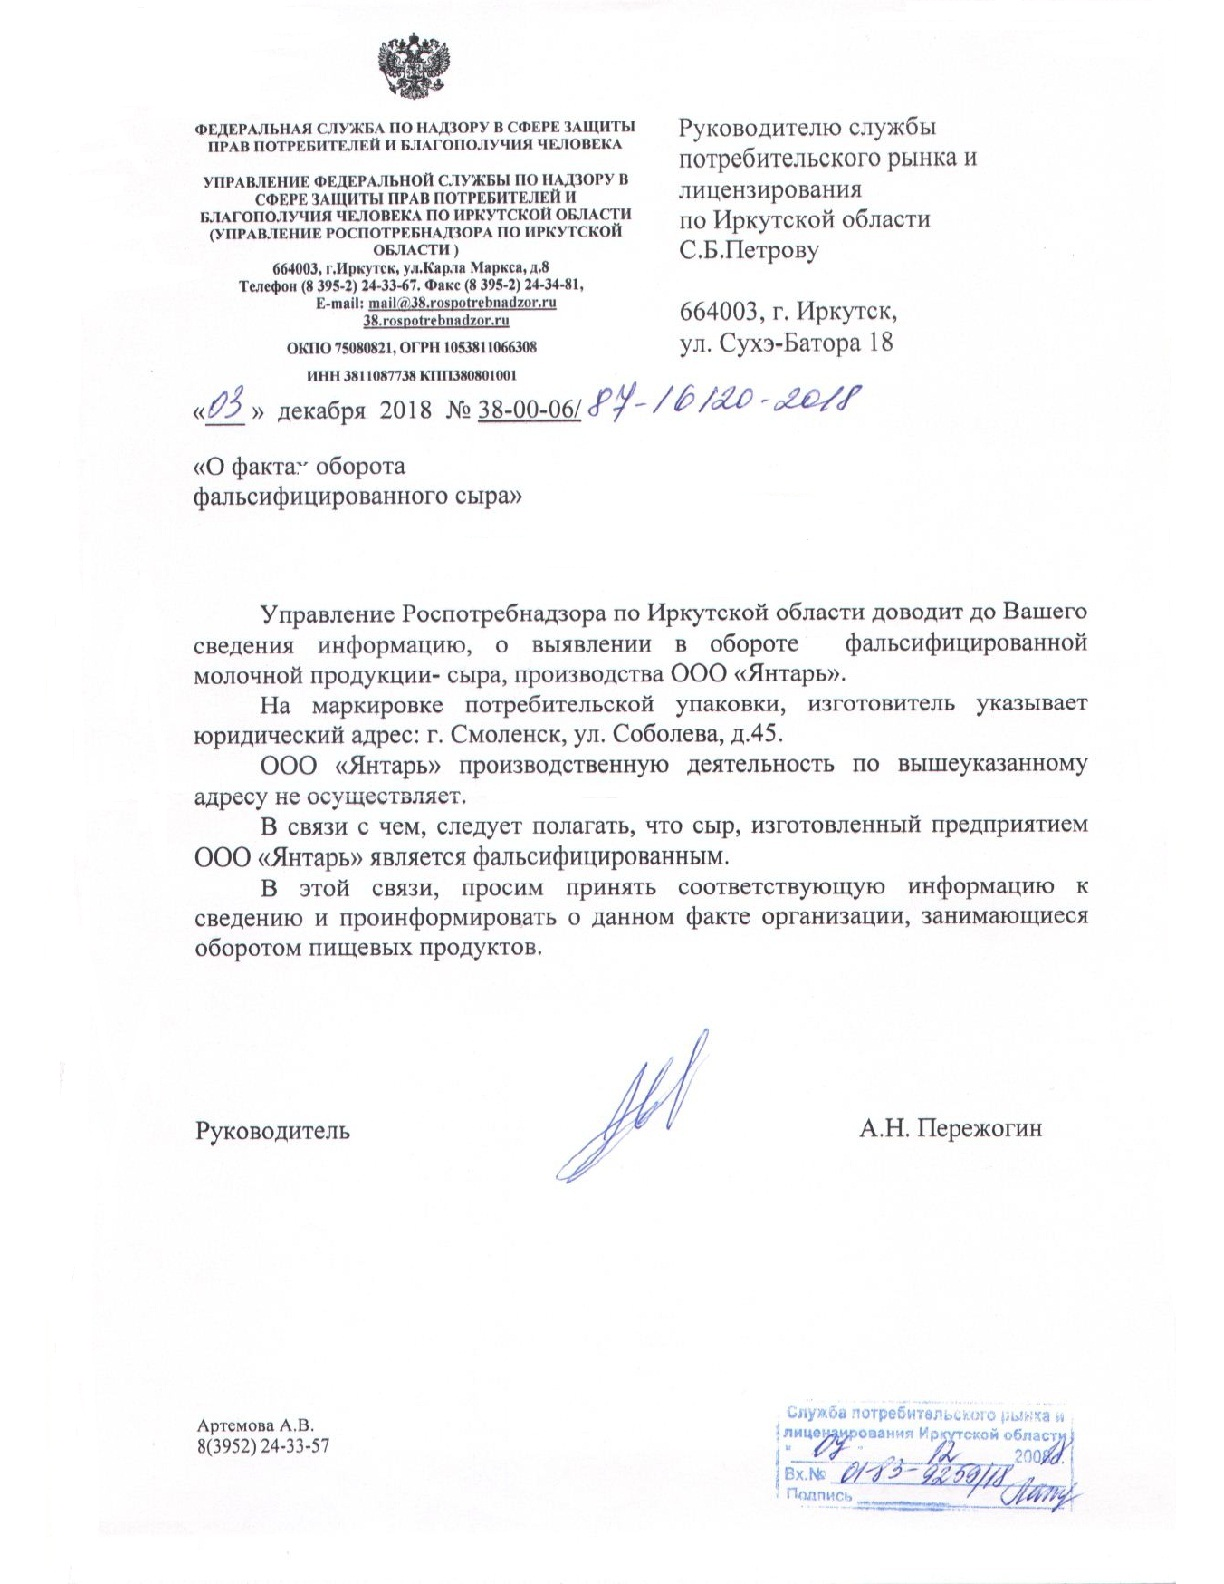 ФЕДЕРАЛЬНАЯ СЛУЖБА ПО НАДЗОРУ В СФЕРЕ ЗАЩИТЫ
ПРАВ ПОТРЕБИТЕЛЕЙ И БЛАГОПОЛУЧИЯ ЧЕЛОВЕКА
УПРАВЛЕНИЕ ФЕДЕРАЛЬНОЙ СЛУЖБЫ ПО НАДЗОРУ В
СФЕРЕ ЗАЩИТЫ ПРАВ ПОТРЕБИТЕЛЕЙ И
БЛАГОПОЛУЧИЯ ЧЕЛОВЕКА ПО ИРКУТСКОЙ ОБЛАСТИ
(УПРАВЛЕНИЕ РОСПОТРЕБНАДЗОРА ПО ИРКУТСКОЙ
ОБЛАСТИ )
664003, г.Иркутск, ул.Карла Маркса, д.8
Телефон (8 395-2) 24-33-67. Факс (8 395-2) 24-34-81,
E-mail: mail@38.rospotrebnadzor.ru
38.rospotrebnadzor.ru
ОКПО 75080821, ОГРН 1053811066308
ИНН 3811087738 КПП380801001
«03» декабря 2018 № 38-00-06/87-16120-2018
Руководителю службы
потребительского рынка и
лицензирования
по Иркутской области
С.Б.Петрову
664003, г. Иркутск,
ул. Сухэ-Батора 18
«О фактах оборота
фальсифицированного сыра»
Управление Роспотребнадзора по Иркутской области доводит до Вашего
сведения информацию, о выявлении в обороте фальсифицированной
молочной продукции- сыра, производства ООО «Янтарь».
На маркировке потребительской упаковки, изготовитель указывает
юридический адрес: г. Смоленск, ул. Соболева, д.45.
ООО «Янтарь» производственную деятельность по вышеуказанному
адресу не осуществляет.
В связи с чем, следует полагать, что сыр, изготовленный предприятием
ООО «Янтарь» является фальсифицированным.
В этой связи, просим принять соответствующую информацию к
сведению и проинформировать о данном факте организации, занимающиеся
оборотом пищевых продуктов.
Руководитель
А.Н. Пережогин
Артемова А.В.
8(3952) 24-33-57
Служба потребительского рынка и
лицензирования Иркутской области
" " 12 200
Вх.№ 01-83-9259/18
Подпись